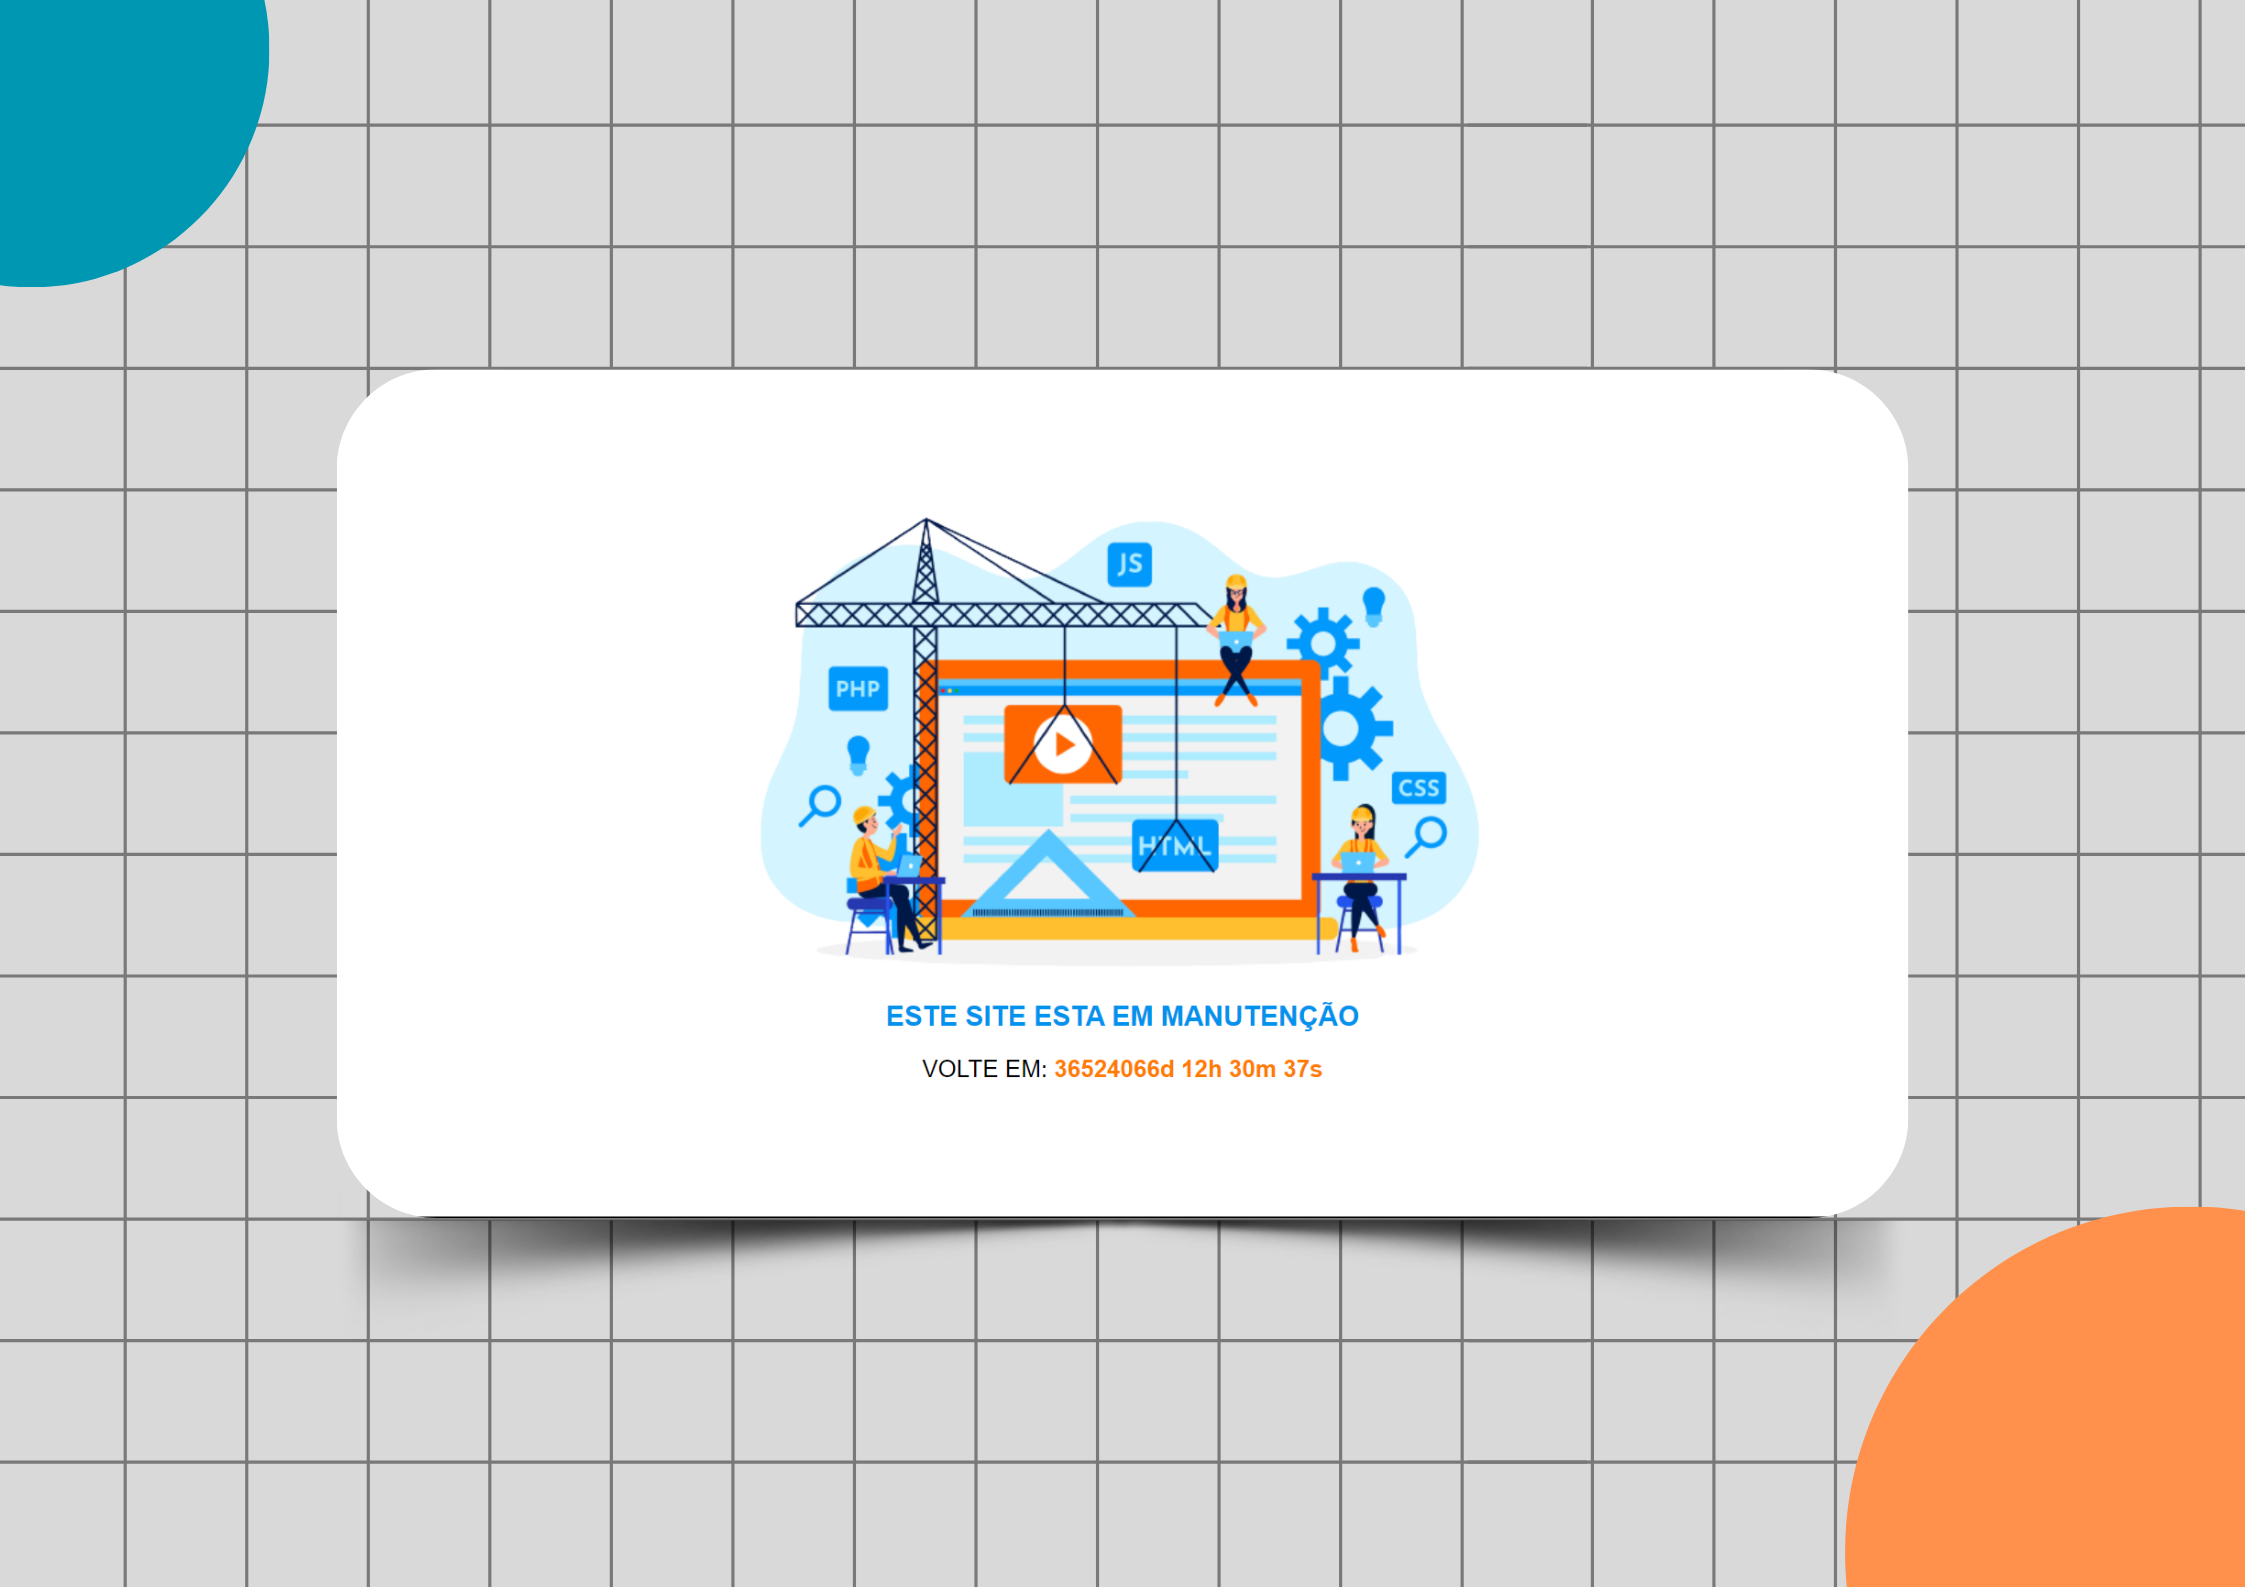 JS
PHP
CSS
HTML
ESTE SITE ESTA EM MANUTENÇÃO
VOLTE EM: 36524066d 12h 30m 37s